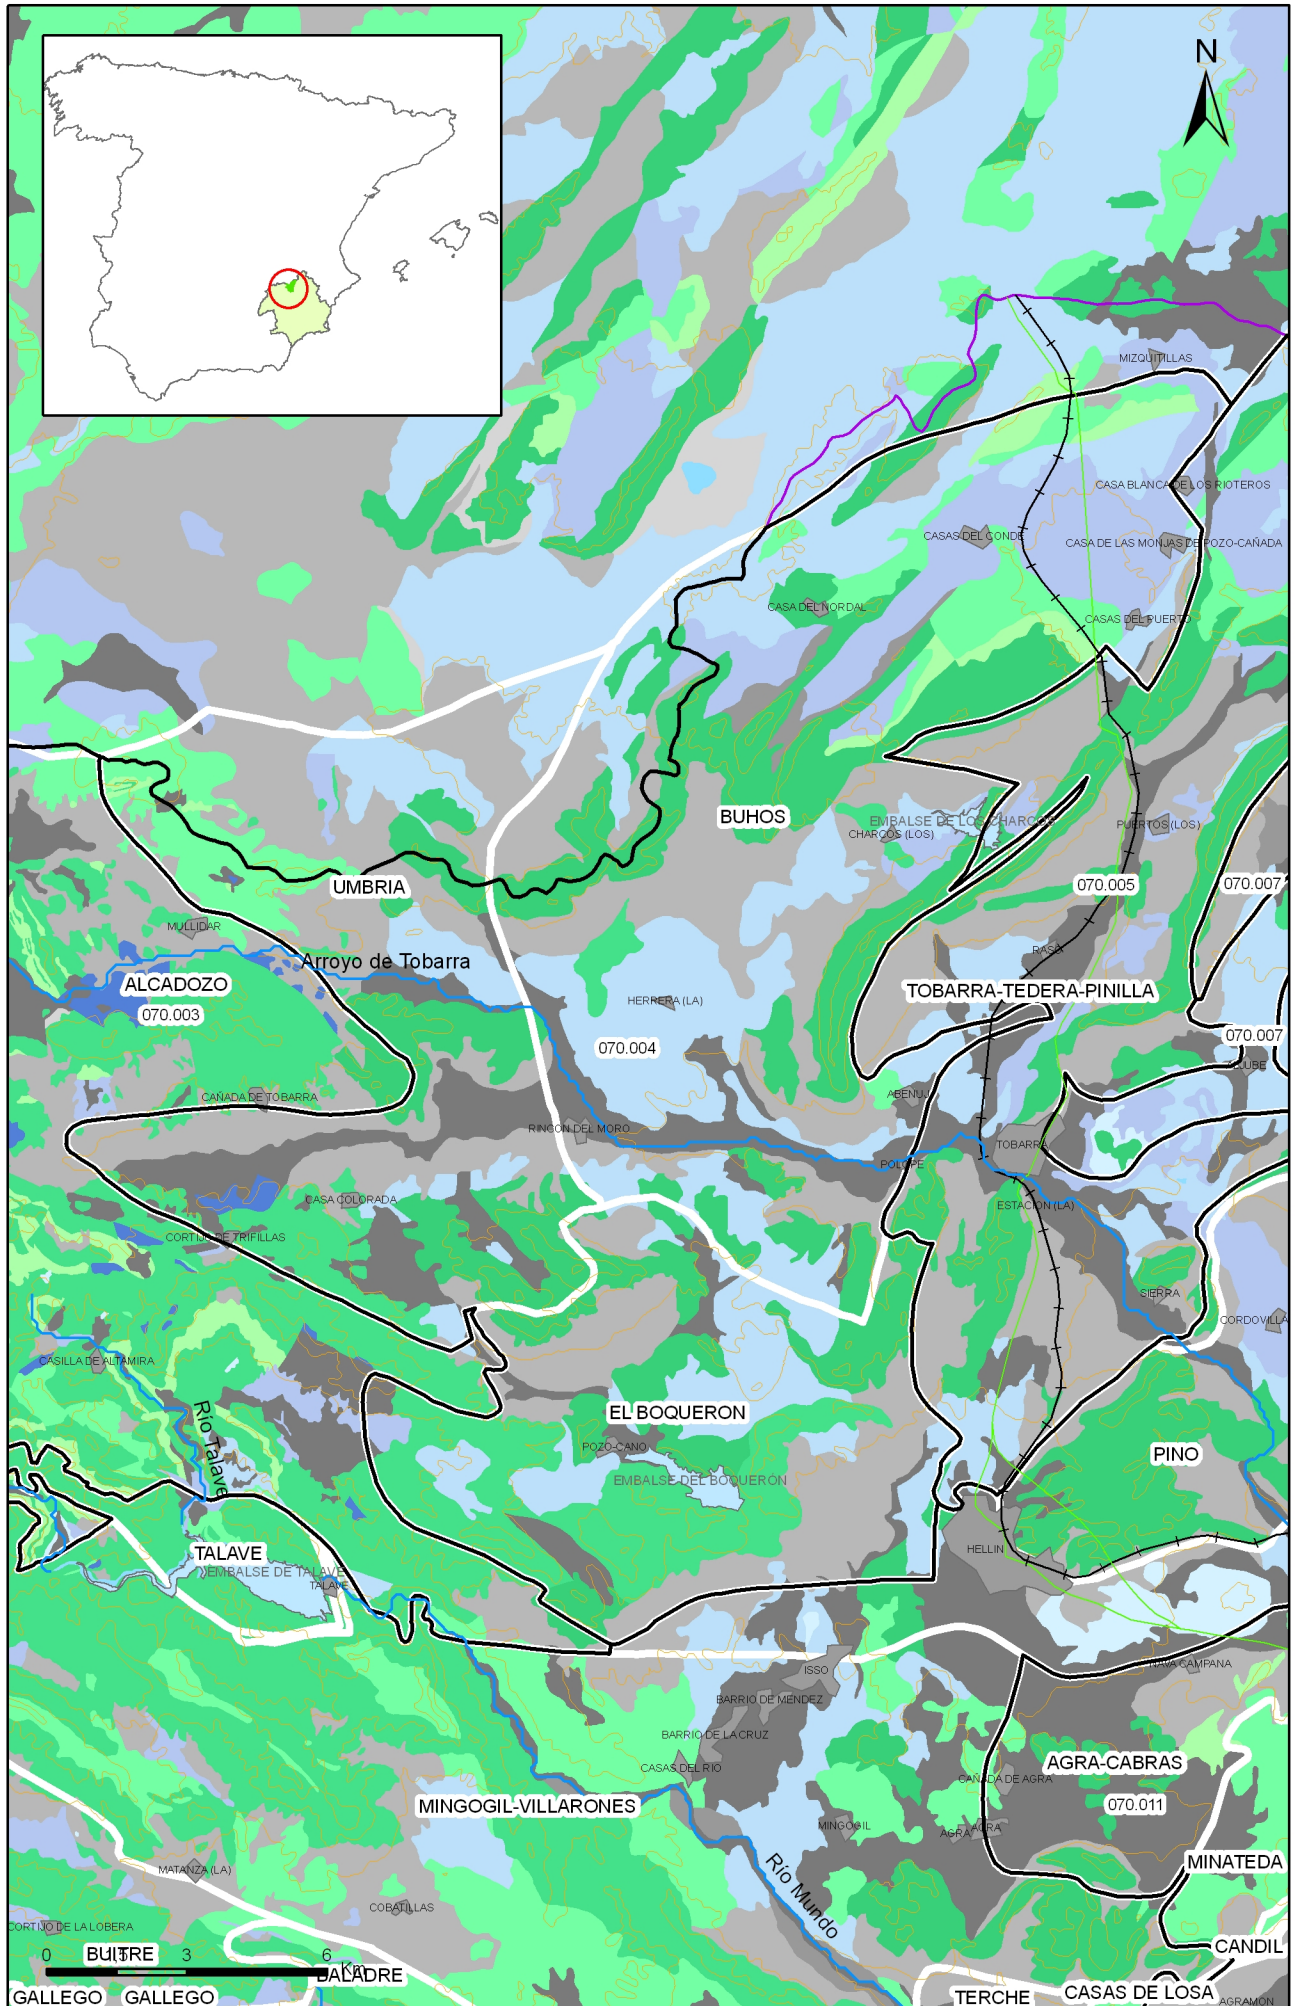 N
MIZQUITILLAS
CASA BLANCA DE LOS RIOTEROS
CASAS DEL CONDE
CASA DE LAS MONJAS DE POZO-CAÑADA
CASA DEL NORDAL
CASAS DEL PUERTO
BUHOS
EMBALSE DE LOS CHARCOS
CHARCOS (LOS)
PUERTOS (LOS)
UMBRIA
070.005
070.007
MULLIDAR
RASO
Arroyo de Tobarra
ALCADOZO
TOBARRA-TEDERA-PINILLA
070.003
HERRERA (LA)
070.004
070.007
CAÑADA DE TOBARRA
ABENUJ
RINCON DEL MORO
TOBARRA
POLOPE
CASA COLORADA
ESTACION (LA)
CORTIJO DE TRIFILLAS
SIERRA
CORDOVILLA
CASILLA DE ALTAMIRA
Río Talave
EL BOQUERON
POZO-CANO
PINO
EMBALSE DEL BOQUERON
HELLIN
TALAVE
EMBALSE DE TALAVE
TALAVE
NAVA CAMPANA
ISSO
BARRIO DE MENDEZ
BARRIO DE LA CRUZ
CASAS DEL RIO
AGRA-CABRAS
CAÑADA DE AGRA
MINGOGIL-VILLARONES
070.011
MINGOGIL
AGRA
AGRA
MATANZA (LA)
MINATEDA
Río Mundo
COBATILLAS
CORTIJO DE LA LOBERA
BUITRE
CANDIL
0 1,5 3 6
Km
BALADRE
GALLEGO GALLEGO
TERCHE
CASAS DE LOSA
AGRAMON